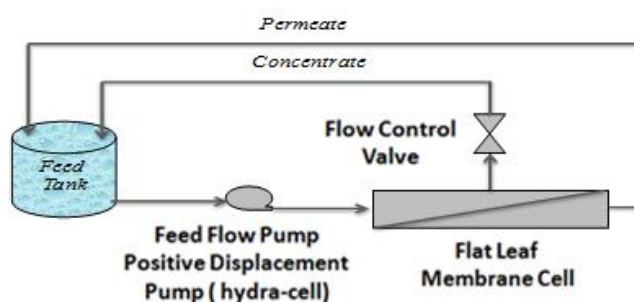 Permeate
Concentrate
Flow Control
Valve
Feed
Tank
Feed Flow Pump
Positive Displacement
Pump ( hydra-cell)
Flat Leaf
Membrane Cell